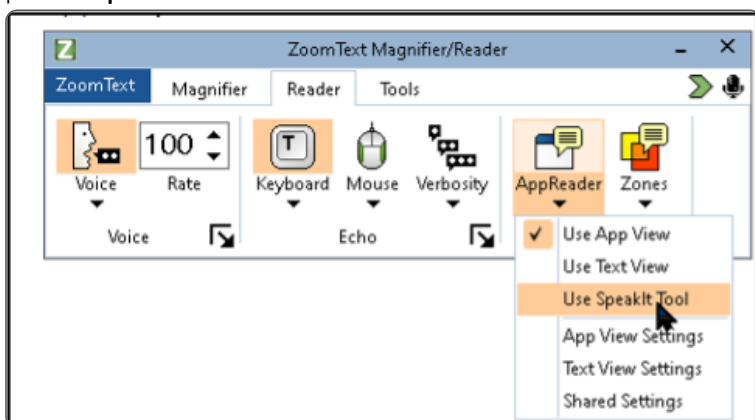 Z ZoomText Magnifier/Reader
ZoomText Magnifier Reader Tools
100 T
Voice Rate Keyboard Mouse Verbosity AppReader Zones
Voice Echo
Use App View
Use Text View
Use SpeakIt Tool
App View Settings
Text View Settings
Shared Settings